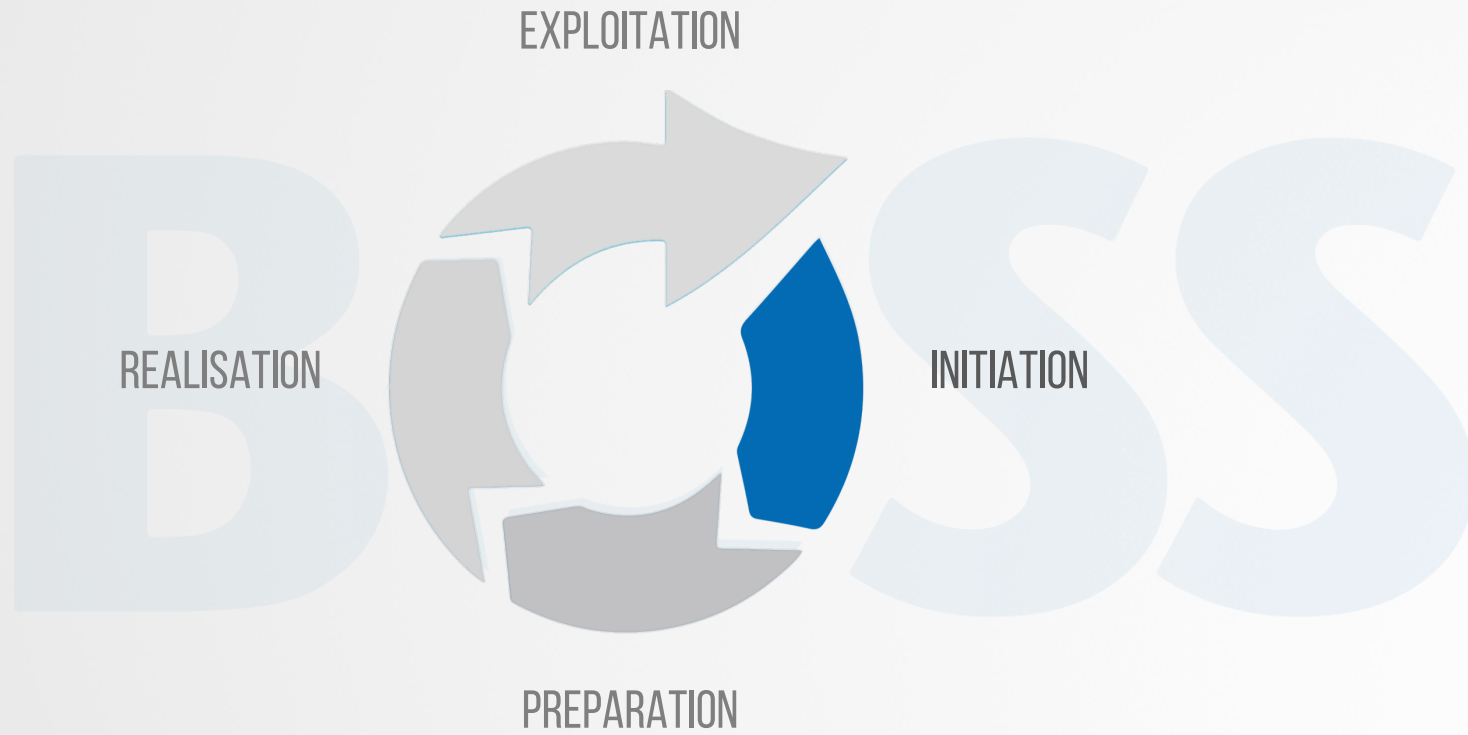 EXPLOITATION
BOSS
REALISATION
INITIATION
PREPARATION